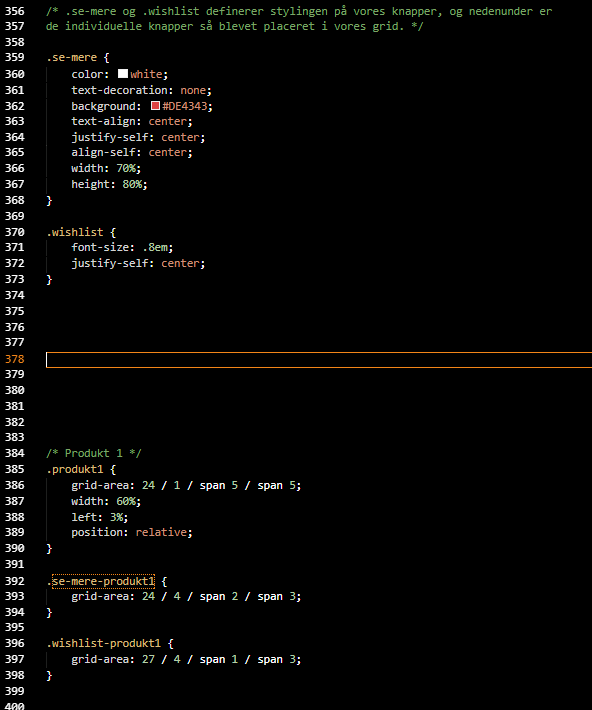 356 /* .se-mere og .wishlist definerer stylingen på vores knapper, og nedenunder er
357 de individuelle knapper så blevet placeret i vores grid. */
358
359 .se-mere {
360 color: white;
361 text-decoration: none;
362 background: #DE4343;
363 text-align: center;
364 justify-self: center;
365 align-self: center;
366 width: 70%;
367 height: 80%;
368 }
369
370 .wishlist {
371 font-size: .8em;
372 justify-self: center;
373 }
374
375
376
377
378
379
380
381
382
383
384 /* Produkt 1 */
385 .produkt1 {
386 grid-area: 24 / 1 / span 5 / span 5;
387 width: 60%;
388 left: 3%;
389 position: relative;
390 }
391
392 .se-mere-produkt1 {
393 grid-area: 24 / 4 / span 2 / span 3;
394 }
395
396 .wishlist-produkt1 {
397 grid-area: 27 / 4 / span 1 / span 3;
398 }
399
400